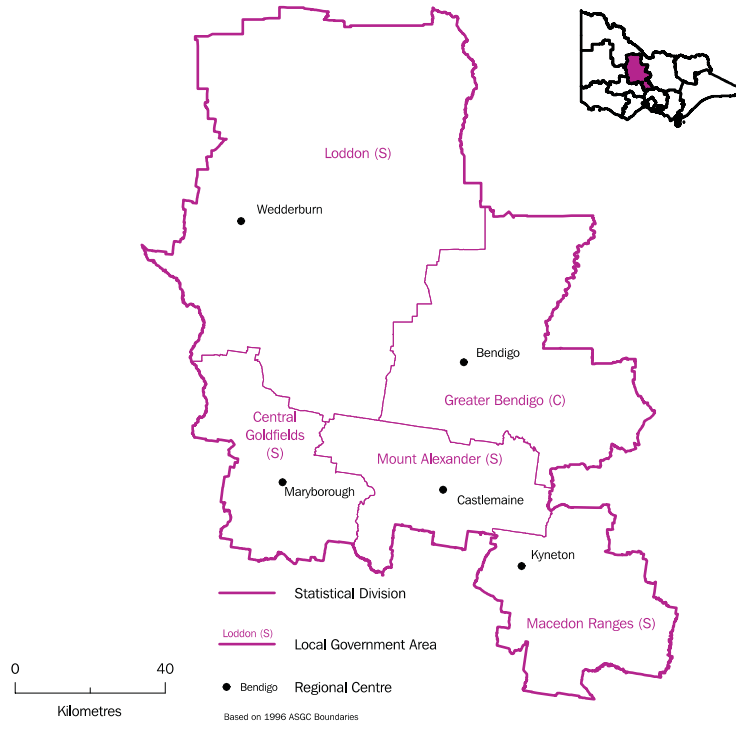 Loddon (S)
Wedderburn
Bendigo
Greater Bendigo (C)
Central
Goldfields
(S)
Mount Alexander (S)
Maryborough
Castlemaine
Kyneton
Macedon Ranges (S)
Statistical Division
Loddon (S)
Local Government Area
Bendigo
Regional Centre
0
40
Kilometres
Based on 1996 ASGC Boundaries